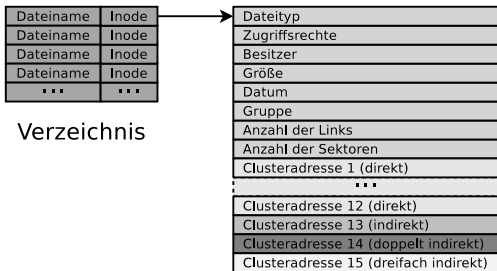 Dateiname Inode
Dateiname Inode
Dateiname Inode
Dateiname Inode
... ...
Verzeichnis
Dateityp
Zugriffsrechte
Besitzer
Größe
Datum
Gruppe
Anzahl der Links
Anzahl der Sektoren
Clusteradresse 1 (direkt)
...
Clusteradresse 12 (direkt)
Clusteradresse 13 (indirekt)
Clusteradresse 14 (doppelt indirekt)
Clusteradresse 15 (dreifach indirekt)